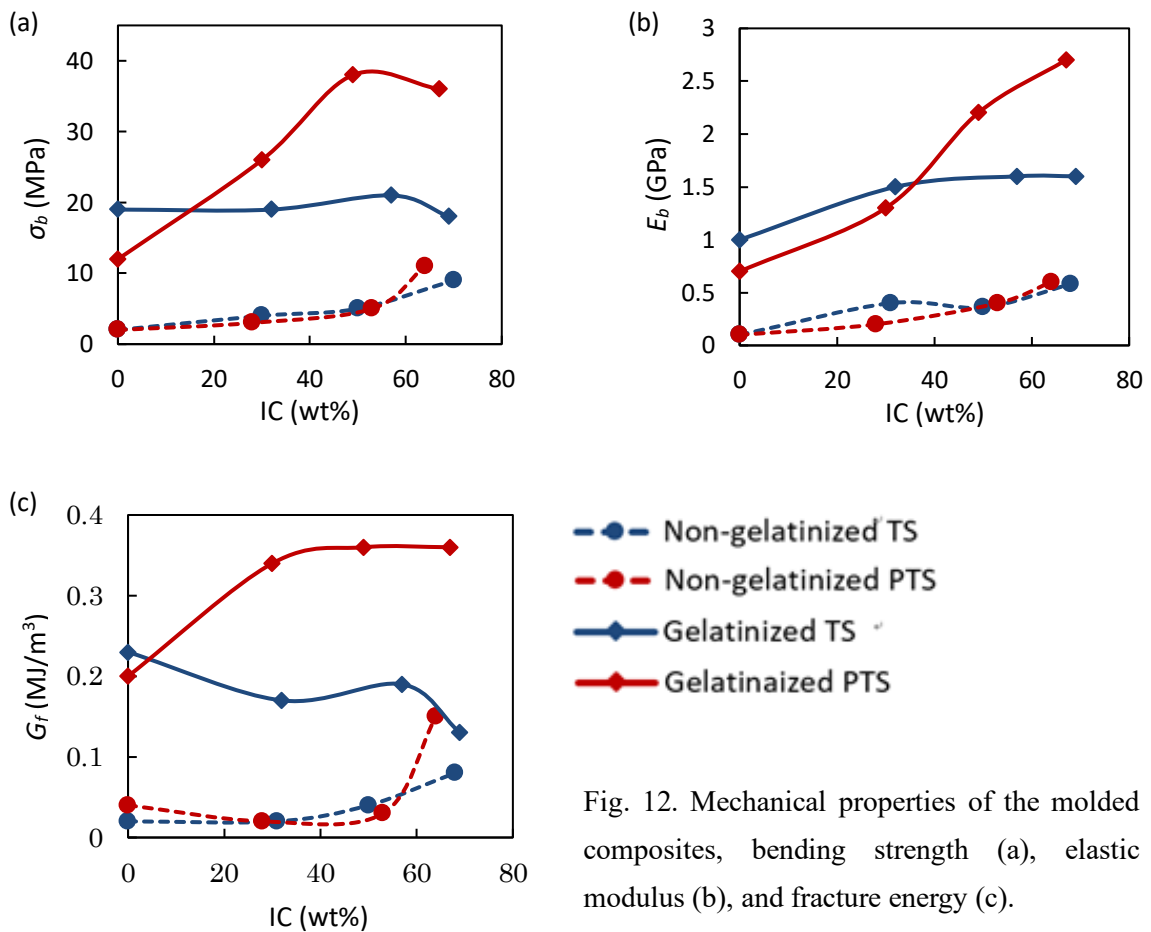 (a)
40
30
20
10
0
σb (MPa)
0 20 40 60 80
IC (wt%)
(b)
3
2.5
2
1.5
1
0.5
0
Eb (GPa)
0 20 40 60 80
IC (wt%)
(c)
0.4
0.3
0.2
0.1
0
Gf (MJ/m³)
0 20 40 60 80
IC (wt%)
Non-gelatinized TS
Non-gelatinized PTS
Gelatinized TS
Gelatinaized PTS
Fig. 12. Mechanical properties of the molded
composites, bending strength (a), elastic
modulus (b), and fracture energy (c).